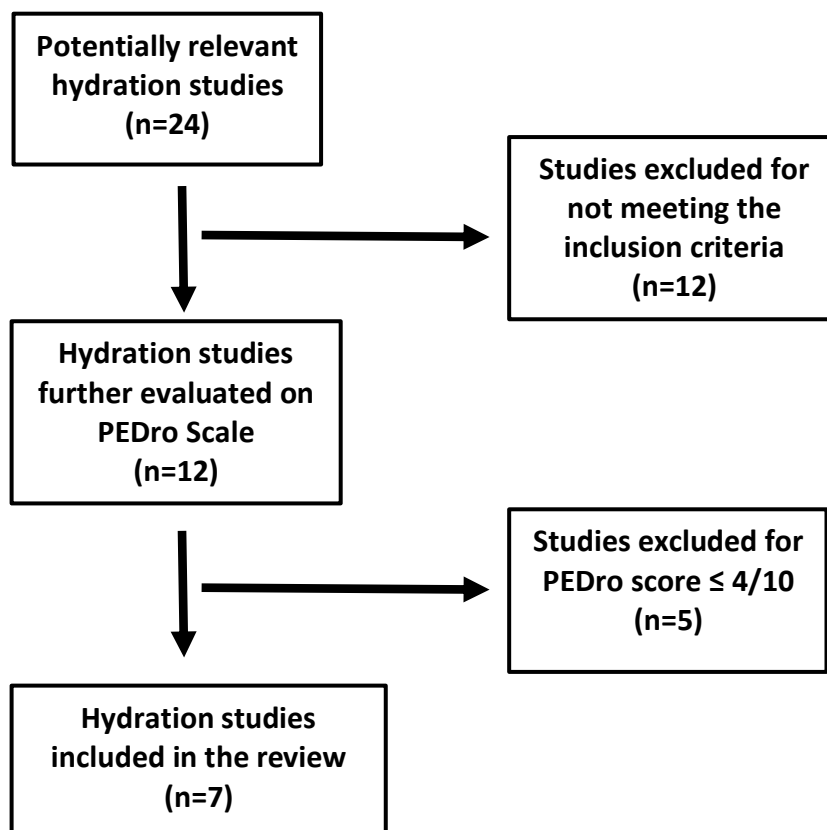 Potentially relevant
hydration studies
(n=24)
Studies excluded for
not meeting the
inclusion criteria
(n=12)
Hydration studies
further evaluated on
PEDro Scale
(n=12)
Studies excluded for
PEDro score ≤ 4/10
(n=5)
Hydration studies
included in the review
(n=7)